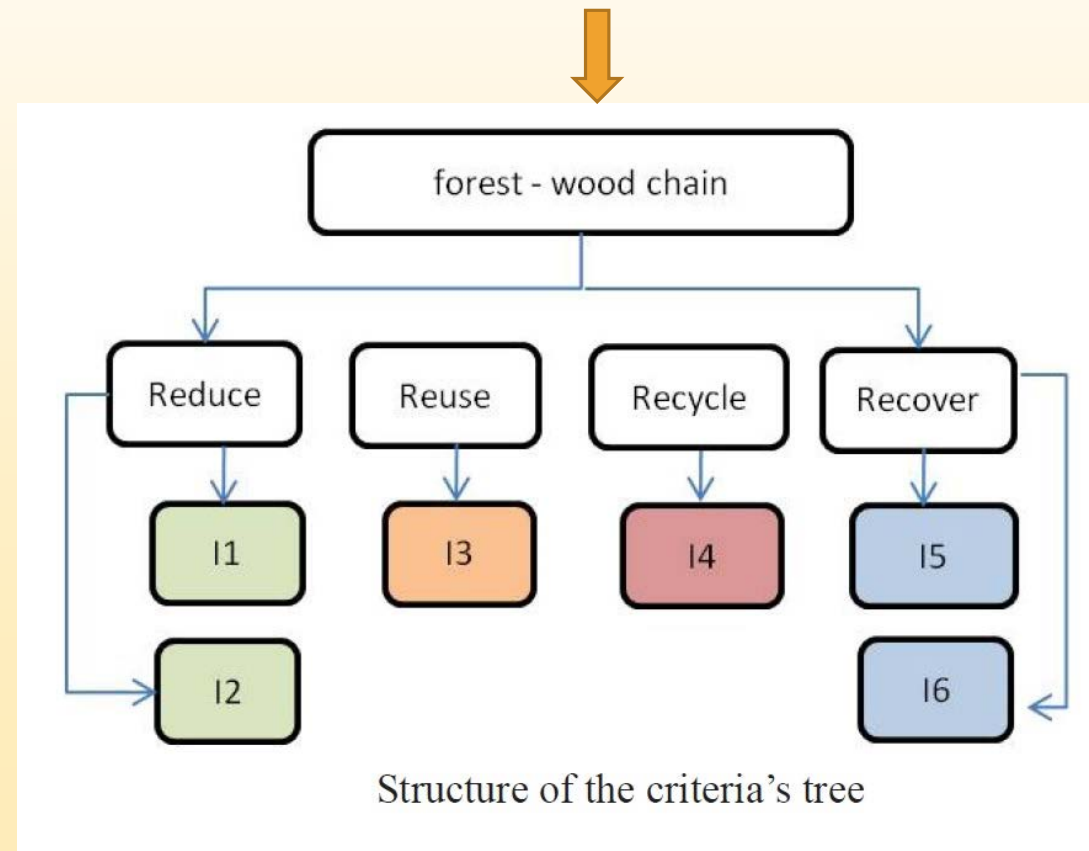 forest - wood chain
Reduce
Reuse
Recycle
Recover
I1
I3
I4
I5
I2
I6
Structure of the criteria’s tree